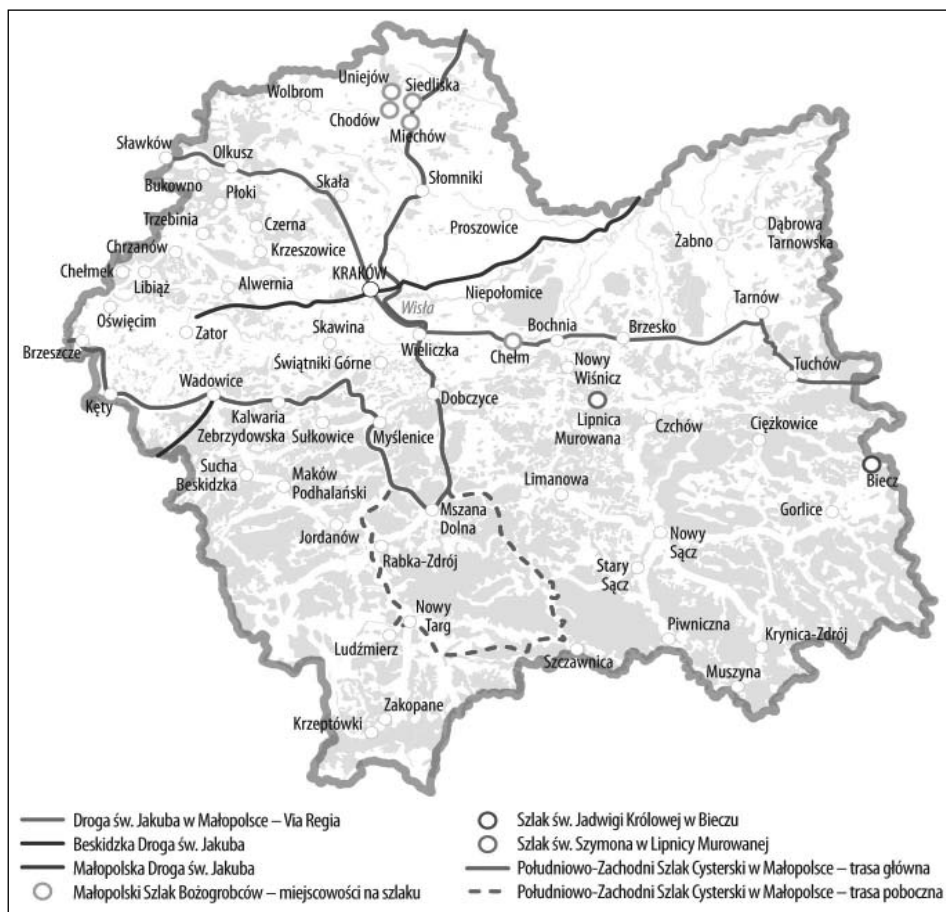 Uniejów
Siedliska
Wolbrom
Chodów
Miechów
Sławków
Olkusz
Bukowno
Płoki
Skała
Słomniki
Trzebinia
Czerna
Proszowice
Dąbrowa
Tarnowska
Chrzanów
Krzeszowice
Żabno
Chełmek
KRAKÓW
Libiąż
Alwernia
Wisła
Niepołomice
Tarnów
Oświęcim
Zator
Skawina
Bochnia
Brzesko
Brzeszcze
Wieliczka
Chełm
Świątniki Górne
Nowy
Wiśnicz
Tuchów
Wadowice
Kęty
Dobczyce
Kalwaria
Zebrzydowska
Sułkowice
Myślenice
Lipnica
Murowana
Czchów
Ciężkowice
Sucha
Beskidzka
Maków
Podhalański
Limanowa
Biecz
Mszana
Dolna
Gorlice
Jordanów
Nowy
Sącz
Rabka-Zdrój
Stary
Sącz
Nowy
Targ
Ludźmierz
Piwniczna
Krynica-Zdrój
Szczawnica
Muszyna
Zakopane
Krzeptówki
Droga św. Jakuba w Małopolsce – Via Regia
Beskidzka Droga św. Jakuba
Małopolska Droga św. Jakuba
Małopolski Szlak Bożogrobców – miejscowości na szlaku
Szlak św. Jadwigi Królowej w Bieczu
Szlak św. Szymona w Lipnicy Murowanej
Południowo-Zachodni Szlak Cysterski w Małopolsce – trasa główna
Południowo-Zachodni Szlak Cysterski w Małopolsce – trasa poboczna